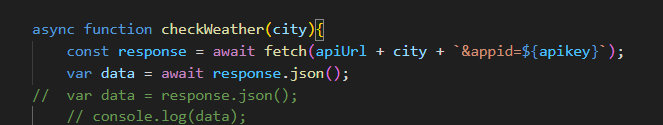 async function checkWeather(city){
    const response = await fetch(apiUrl + city + `&appid=${apikey}`);
    var data = await response.json();
//  var data = response.json();
    // console.log(data);